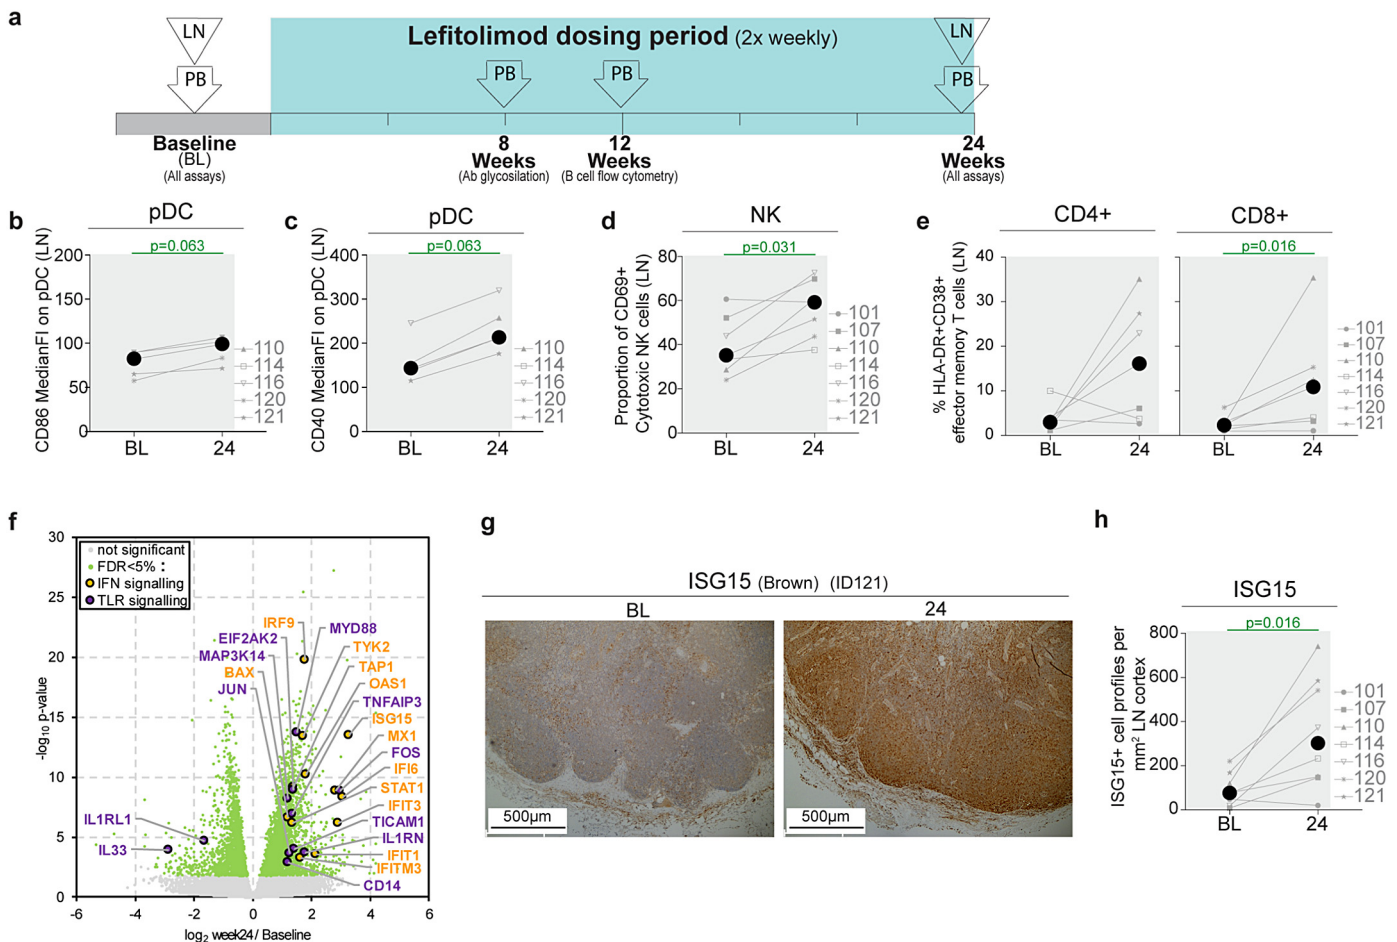 a
LN
PB
Lefitolimod dosing period (2x weekly)
PB
PB
LN
PB
Baseline
(BL)
(All assays)
8
Weeks
(Ab glycosilation)
12
Weeks
(B cell flow cytometry)
24
Weeks
(All assays)
b
pDC
p=0.063
CD86 MedianFI on pDC (LN)
200
150
100
50
0
BL
24
110
114
116
120
121
c
pDC
p=0.063
CD40 MedianFI on pDC (LN)
400
300
200
100
0
BL
24
110
114
116
120
121
d
NK
p=0.031
Proportion of CD69+
Cytotoxic NK cells (LN)
80
60
40
20
0
BL
24
101
107
110
114
116
120
121
e
CD4+
CD8+
p=0.016
% HLA-DR+CD38+
effector memory T cells (LN)
40
30
20
10
0
BL
24
BL
24
101
107
110
114
116
120
121
f
30
25
20
15
10
5
0
-log10 p-value
not significant
FDR<5% :
IFN signalling
TLR signalling
IRF9
EIF2AK2
MAP3K14
BAX
JUN
MYD88
TYK2
TAP1
OAS1
TNFAIP3
ISG15
MX1
FOS
IFI6
STAT1
IFIT3
TICAM1
IL1RN
IFIT1
IFITM3
CD14
IL1RL1
IL33
-6
-4
-2
0
2
4
6
log2 week24/ Baseline
g
ISG15 (Brown) (ID121)
BL
24
500µm
500µm
h
ISG15
p=0.016
ISG15+ cell profiles per
mm2 LN cortex
800
600
400
200
0
BL
24
101
107
110
114
116
120
121